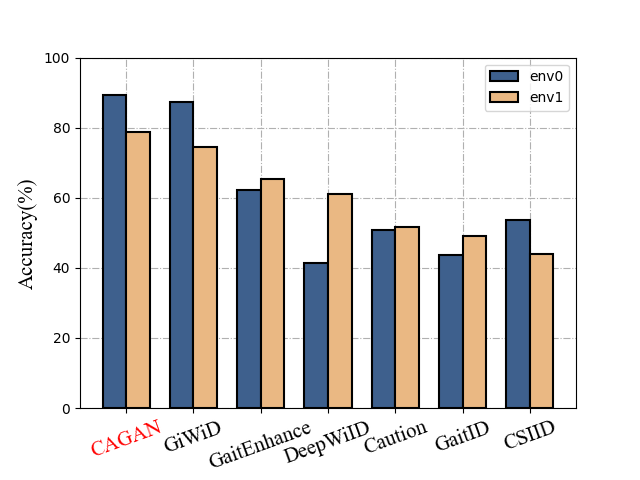 100
80
60
40
20
0
Accuracy(%)
env0
env1
CAGAN
GiWiD
GaitEnhance
DeepWiID
Caution
GaitID
CSIID